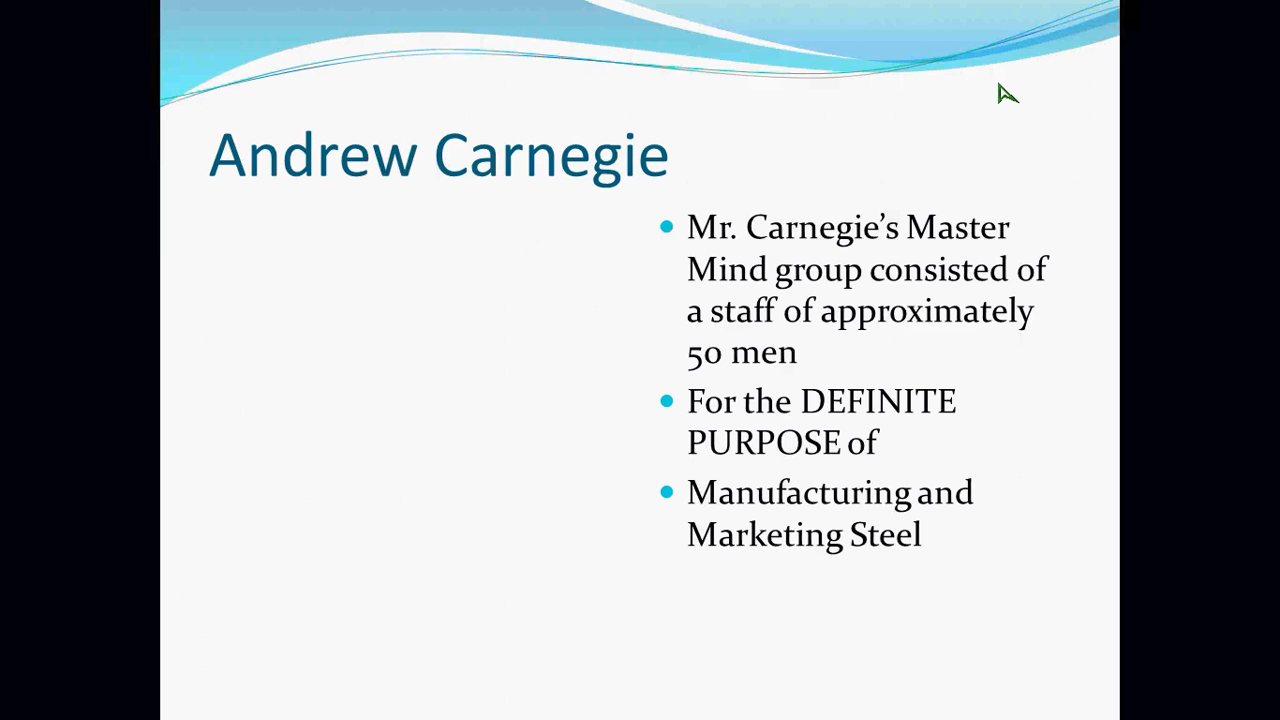 Andrew Carnegie
• Mr. Carnegie’s Master
Mind group consisted of
a staff of approximately
50 men
• For the DEFINITE
PURPOSE of
• Manufacturing and
Marketing Steel